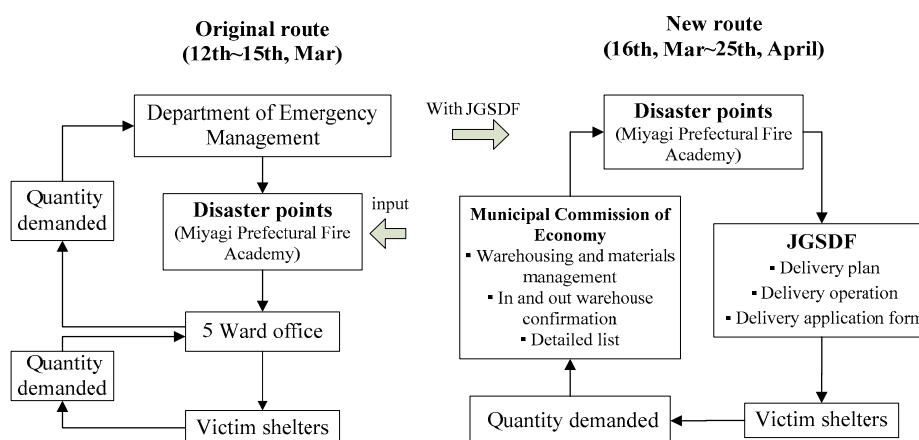 Original route
(12th~15th, Mar)
Department of Emergency
Management
Quantity
demanded
Disaster points
(Miyagi Prefectural Fire
Academy)
input
5 Ward office
Quantity
demanded
Victim shelters
With JGSDF
New route
(16th, Mar~25th, April)
Disaster points
(Miyagi Prefectural Fire
Academy)
Municipal Commission of
Economy
▪ Warehousing and materials
management
▪ In and out warehouse
confirmation
▪ Detailed list
JGSDF
▪ Delivery plan
▪ Delivery operation
▪ Delivery application form
Quantity demanded
Victim shelters